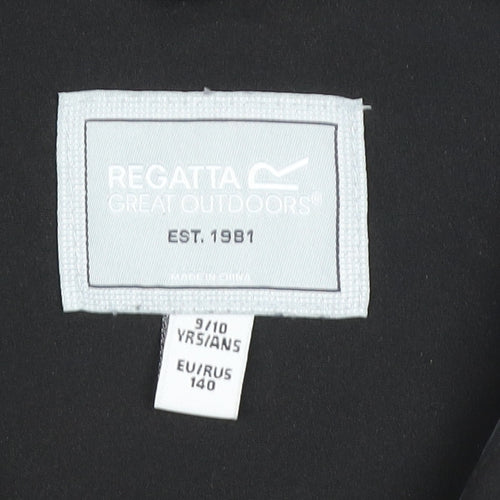 REGATTA
GREAT OUTDOORS®
EST. 1981
MADE IN CHINA
9/10
YRS/ANS
EU/RUS
140